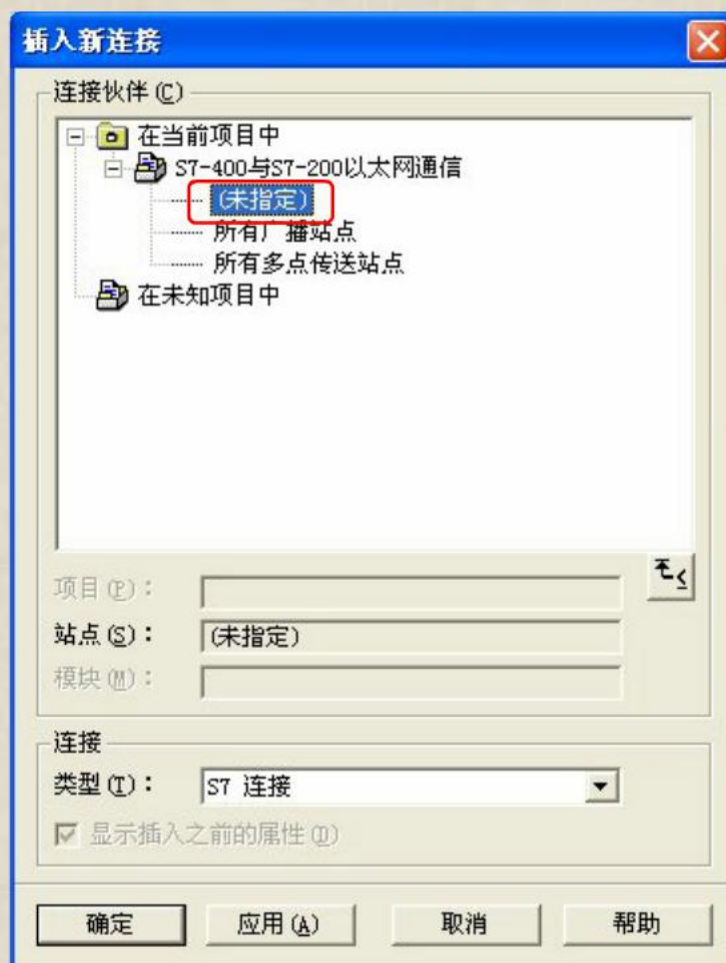 插入新连接
连接伙伴(C)
在当前项目中
S7-400与S7-200以太网通信
(未指定)
所有广播站点
所有多点传送站点
在未知项目中
项目(P)：
站点(S)： (未指定)
模块(M)：
连接
类型(T)： S7 连接
显示插入之前的属性(D)
确定 应用(A) 取消 帮助